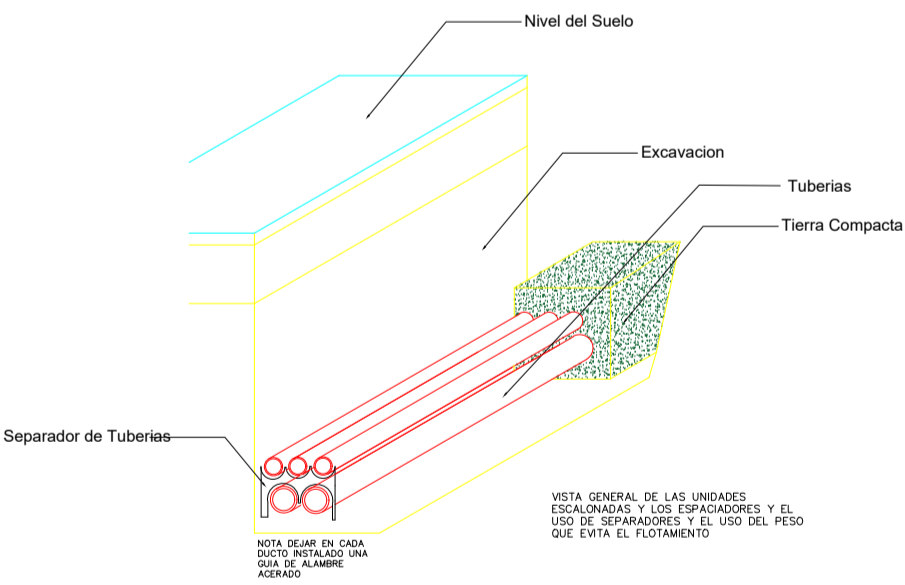 Nivel del Suelo
Excavacion
Tuberias
Tierra Compacta
Separador de Tuberias
VISTA GENERAL DE LAS UNIDADES
ESCALONADAS Y LOS ESPACIADORES Y EL
USO DE SEPARADORES Y EL USO DEL PESO
QUE EVITA EL FLOTAMIENTO
NOTA DEJAR EN CADA
DUCTO INSTALADO UNA
GUIA DE ALAMBRE
ACERADO